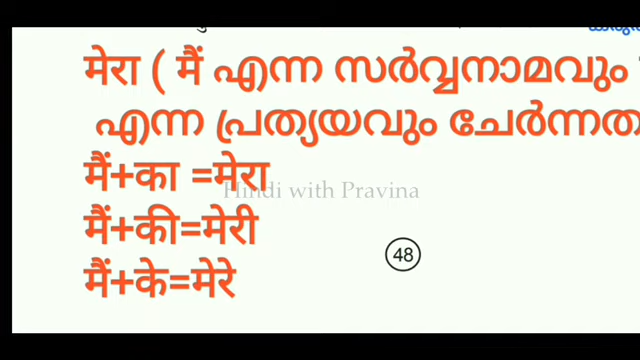 मेरा ( मैं എന്ന സർവ്വനാമവും
എന്ന പ്രത്യയവും ചേർന്നത
मैं+का =मेरा
Hindi with Pravina
मैं+की=मेरी
48
मैं+के=मेरे